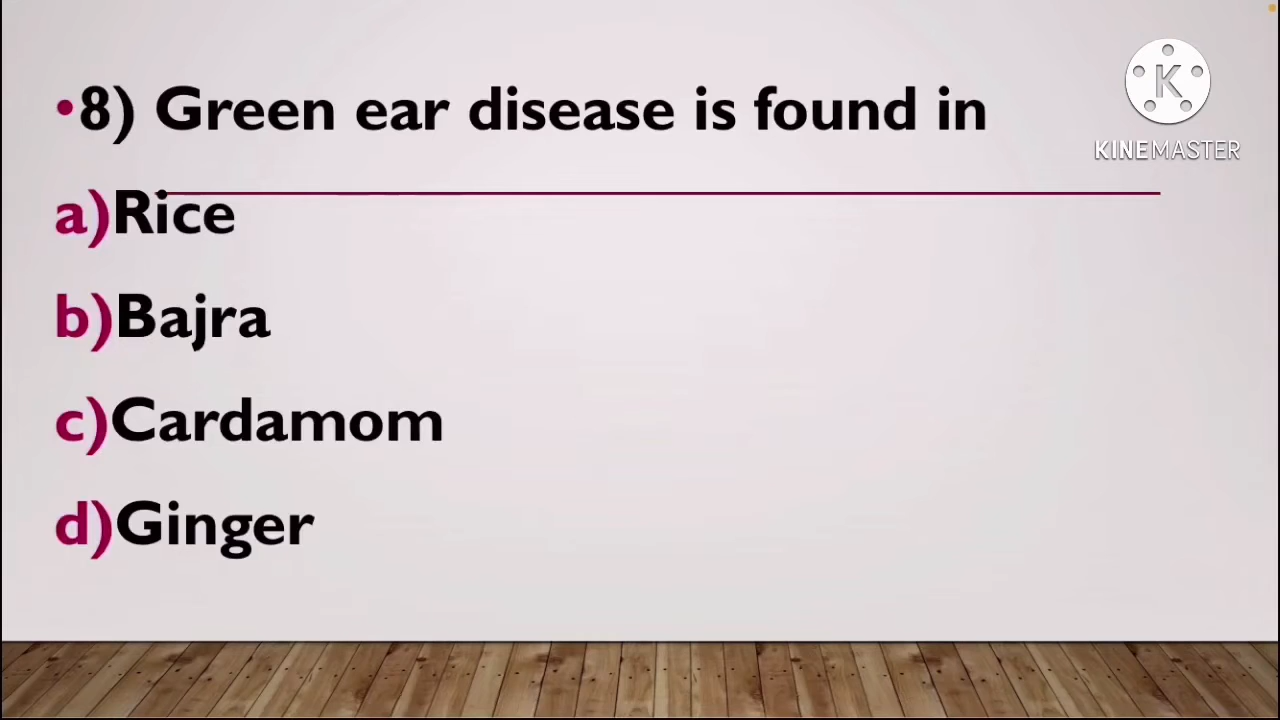 •8) Green ear disease is found in
a)Rice
b)Bajra
c)Cardamom
d)Ginger
K
KINEMASTER